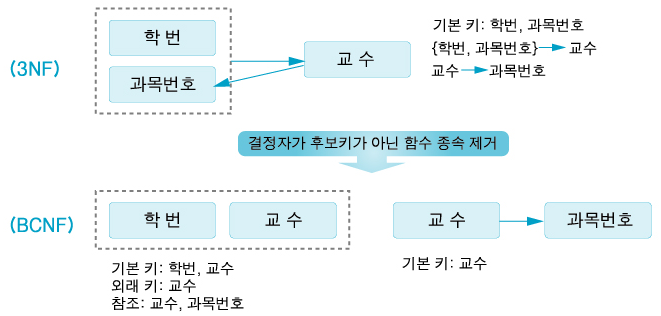 (3NF)
학 번
과목번호
교 수
기본 키: 학번, 과목번호
{학번, 과목번호} 교수
교수 과목번호
결정자가 후보키가 아닌 함수 종속 제거
(BCNF)
학 번 교 수
기본 키: 학번, 교수
외래 키: 교수
참조: 교수, 과목번호
교 수 과목번호
기본 키: 교수